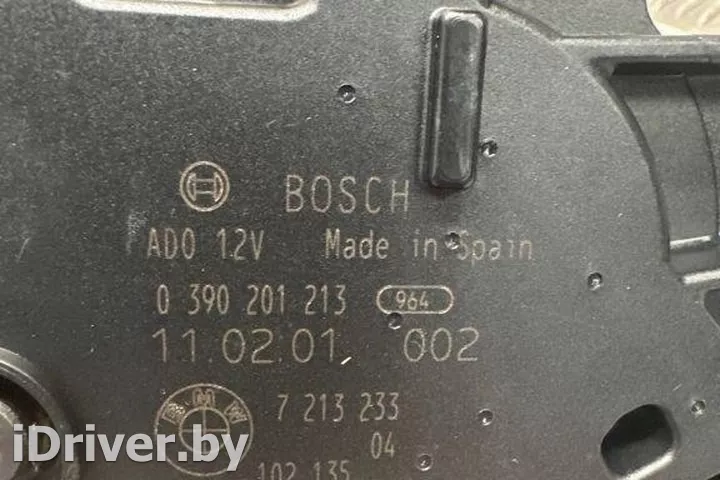 BOSCH
ADO 12V Made in Spain
0 390 201 213 964
11.02.01. 002
BMW 7 213 233
04
102 135
iDriver.by